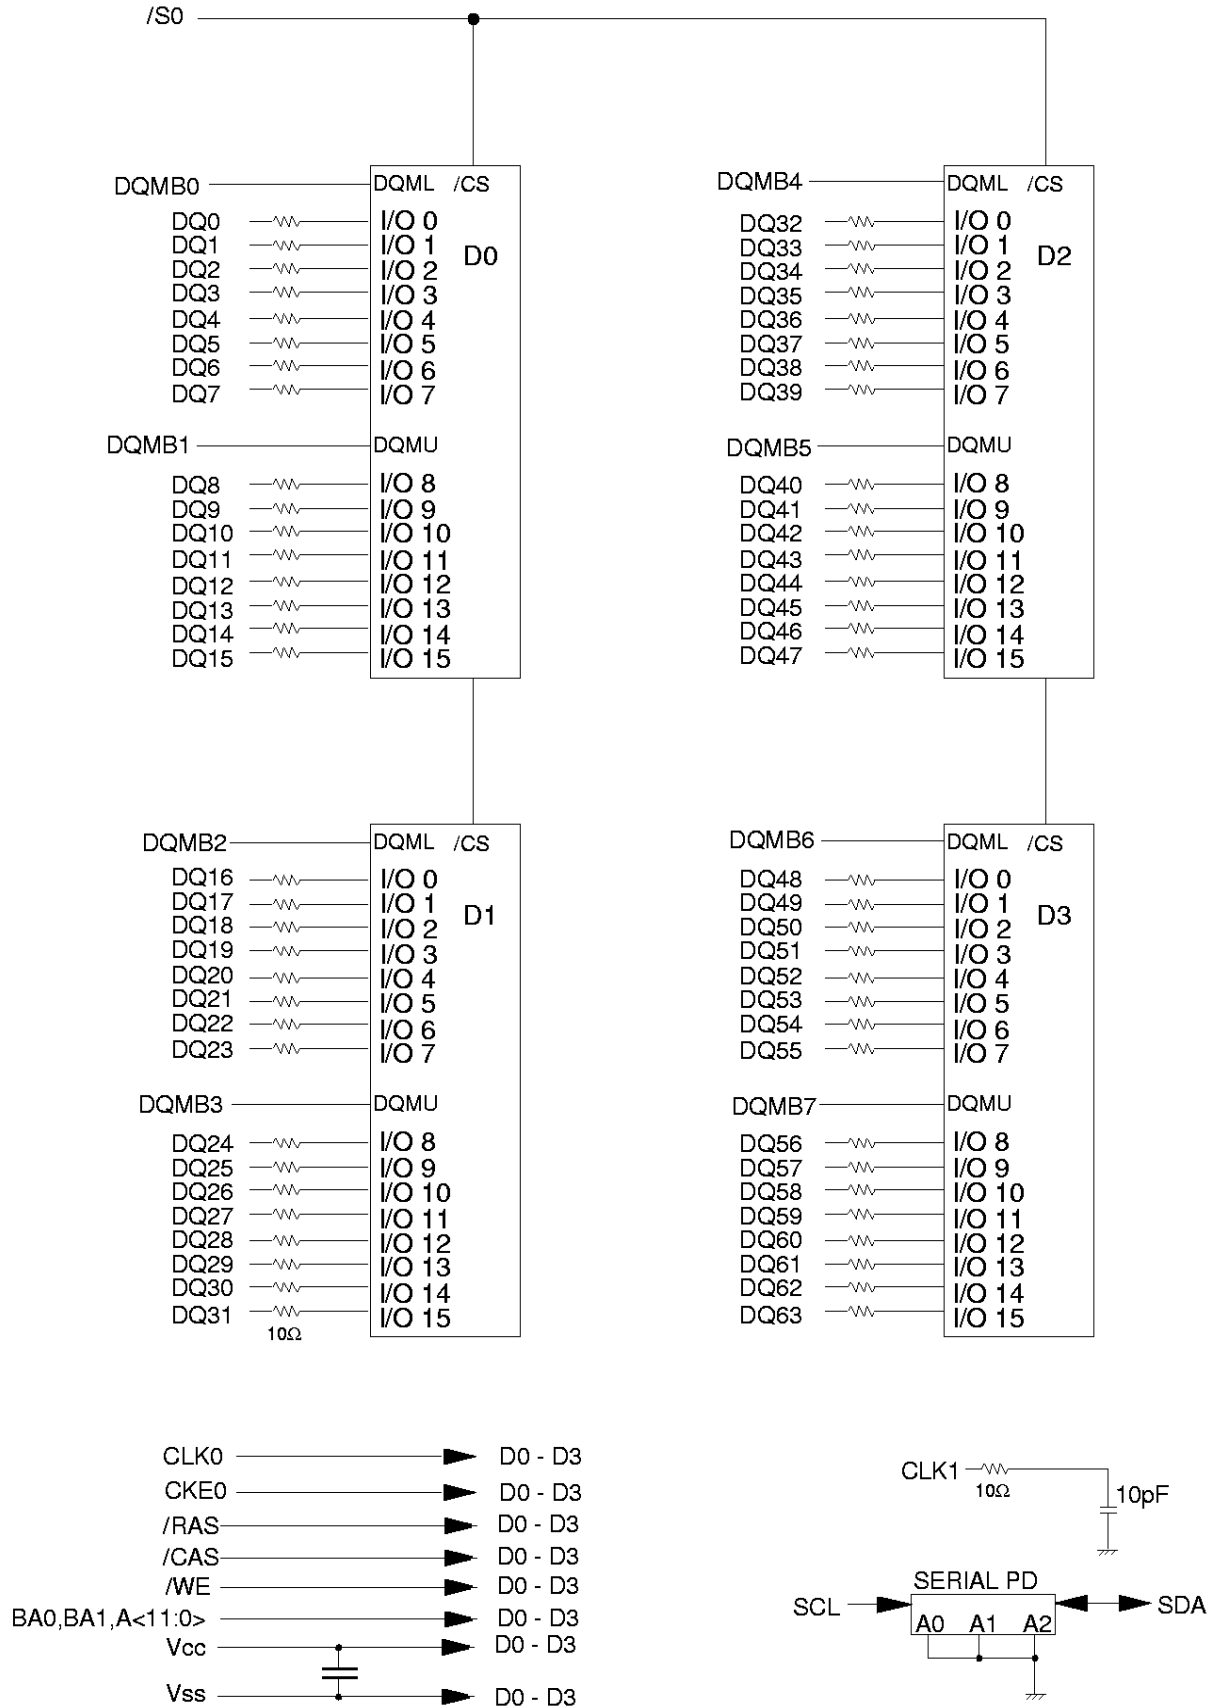 /S0
DQMB0 DQML /CS
DQ0 I/O 0
DQ1 I/O 1
D0
DQ2 I/O 2
DQ3 I/O 3
DQ4 I/O 4
DQ5 I/O 5
DQ6 I/O 6
DQ7 I/O 7
DQMB1 DQMU
DQ8 I/O 8
DQ9 I/O 9
DQ10 I/O 10
DQ11 I/O 11
DQ12 I/O 12
DQ13 I/O 13
DQ14 I/O 14
DQ15 I/O 15
DQMB4 DQML /CS
DQ32 I/O 0
DQ33 I/O 1
D2
DQ34 I/O 2
DQ35 I/O 3
DQ36 I/O 4
DQ37 I/O 5
DQ38 I/O 6
DQ39 I/O 7
DQMB5 DQMU
DQ40 I/O 8
DQ41 I/O 9
DQ42 I/O 10
DQ43 I/O 11
DQ44 I/O 12
DQ45 I/O 13
DQ46 I/O 14
DQ47 I/O 15
DQMB2 DQML /CS
DQ16 I/O 0
DQ17 I/O 1
D1
DQ18 I/O 2
DQ19 I/O 3
DQ20 I/O 4
DQ21 I/O 5
DQ22 I/O 6
DQ23 I/O 7
DQMB3 DQMU
DQ24 I/O 8
DQ25 I/O 9
DQ26 I/O 10
DQ27 I/O 11
DQ28 I/O 12
DQ29 I/O 13
DQ30 I/O 14
DQ31 I/O 15
10Ω
DQMB6 DQML /CS
DQ48 I/O 0
DQ49 I/O 1
D3
DQ50 I/O 2
DQ51 I/O 3
DQ52 I/O 4
DQ53 I/O 5
DQ54 I/O 6
DQ55 I/O 7
DQMB7 DQMU
DQ56 I/O 8
DQ57 I/O 9
DQ58 I/O 10
DQ59 I/O 11
DQ60 I/O 12
DQ61 I/O 13
DQ62 I/O 14
DQ63 I/O 15
CLK0 D0 - D3
CKE0 D0 - D3
/RAS D0 - D3
/CAS D0 - D3
/WE D0 - D3
BA0,BA1,A<11:0> D0 - D3
Vcc D0 - D3
Vss D0 - D3
CLK1
10Ω
10pF
SERIAL PD
SCL A0 A1 A2 SDA